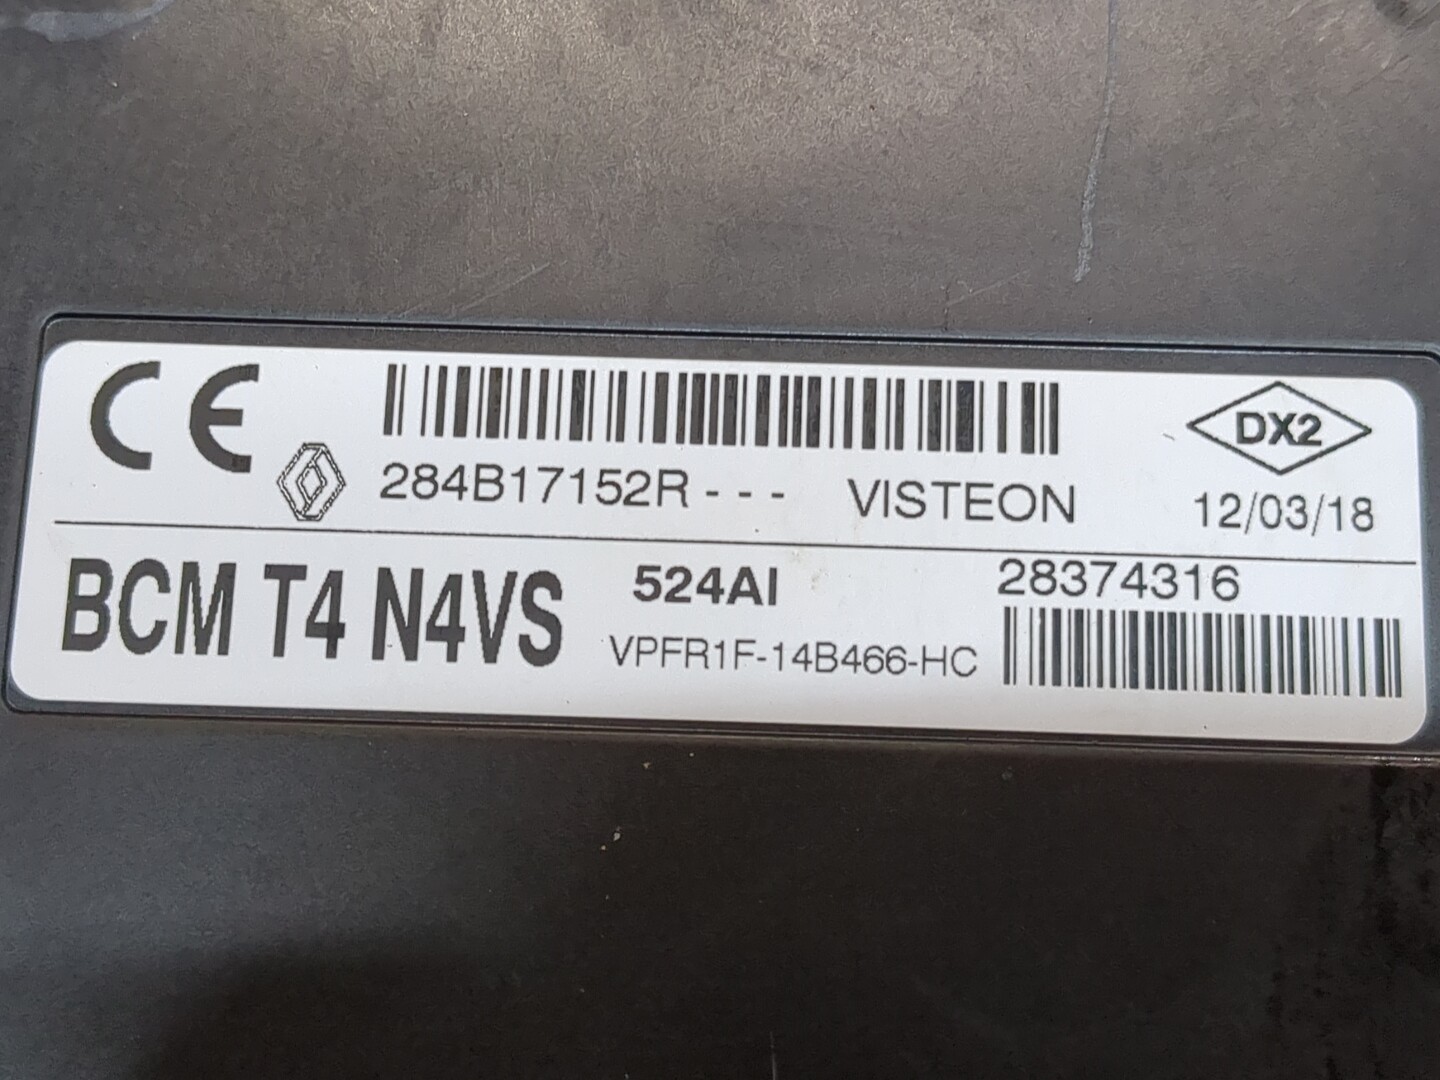 CE
284B17152R - - - VISTEON
DX2
12/03/18
BCM T4 N4VS
524AI
VPFR1F-14B466-HC
28374316